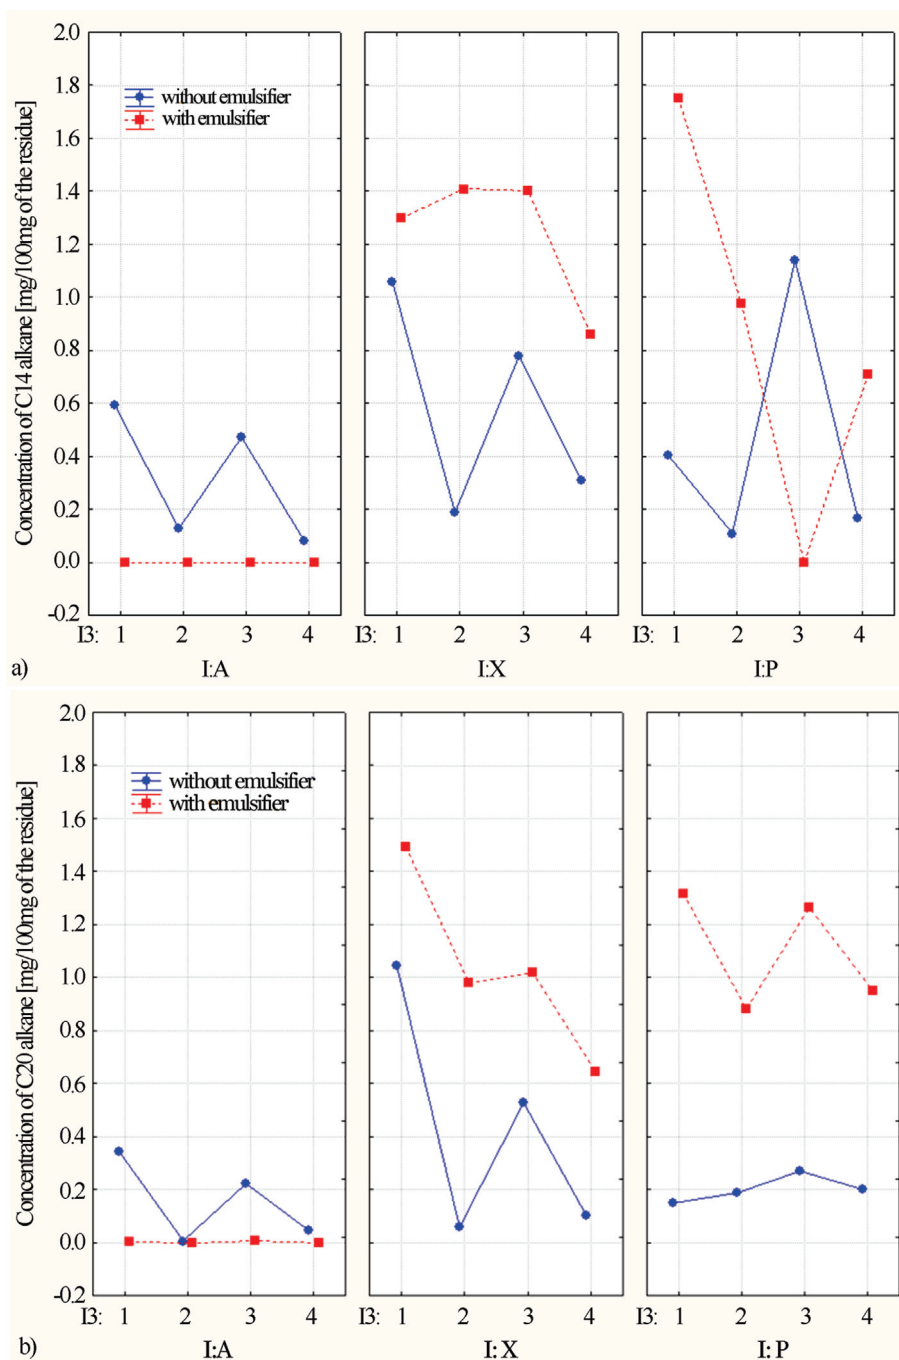 2.0
1.8
without emulsifier
with emulsifier
1.6
1.4
1.2
1.0
0.8
0.6
0.4
0.2
0.0
-0.2
Concentration of C14 alkane [mg/100mg of the residue]
I3: 1 2 3 4 I3: 1 2 3 4 I3: 1 2 3 4
a) I:A I:X I:P
2.0
1.8
without emulsifier
with emulsifier
1.6
1.4
1.2
1.0
0.8
0.6
0.4
0.2
0.0
-0.2
Concentration of C20 alkane [mg/100mg of the residue]
I3: 1 2 3 4 I3: 1 2 3 4 I3: 1 2 3 4
b) I:A I: X I: P